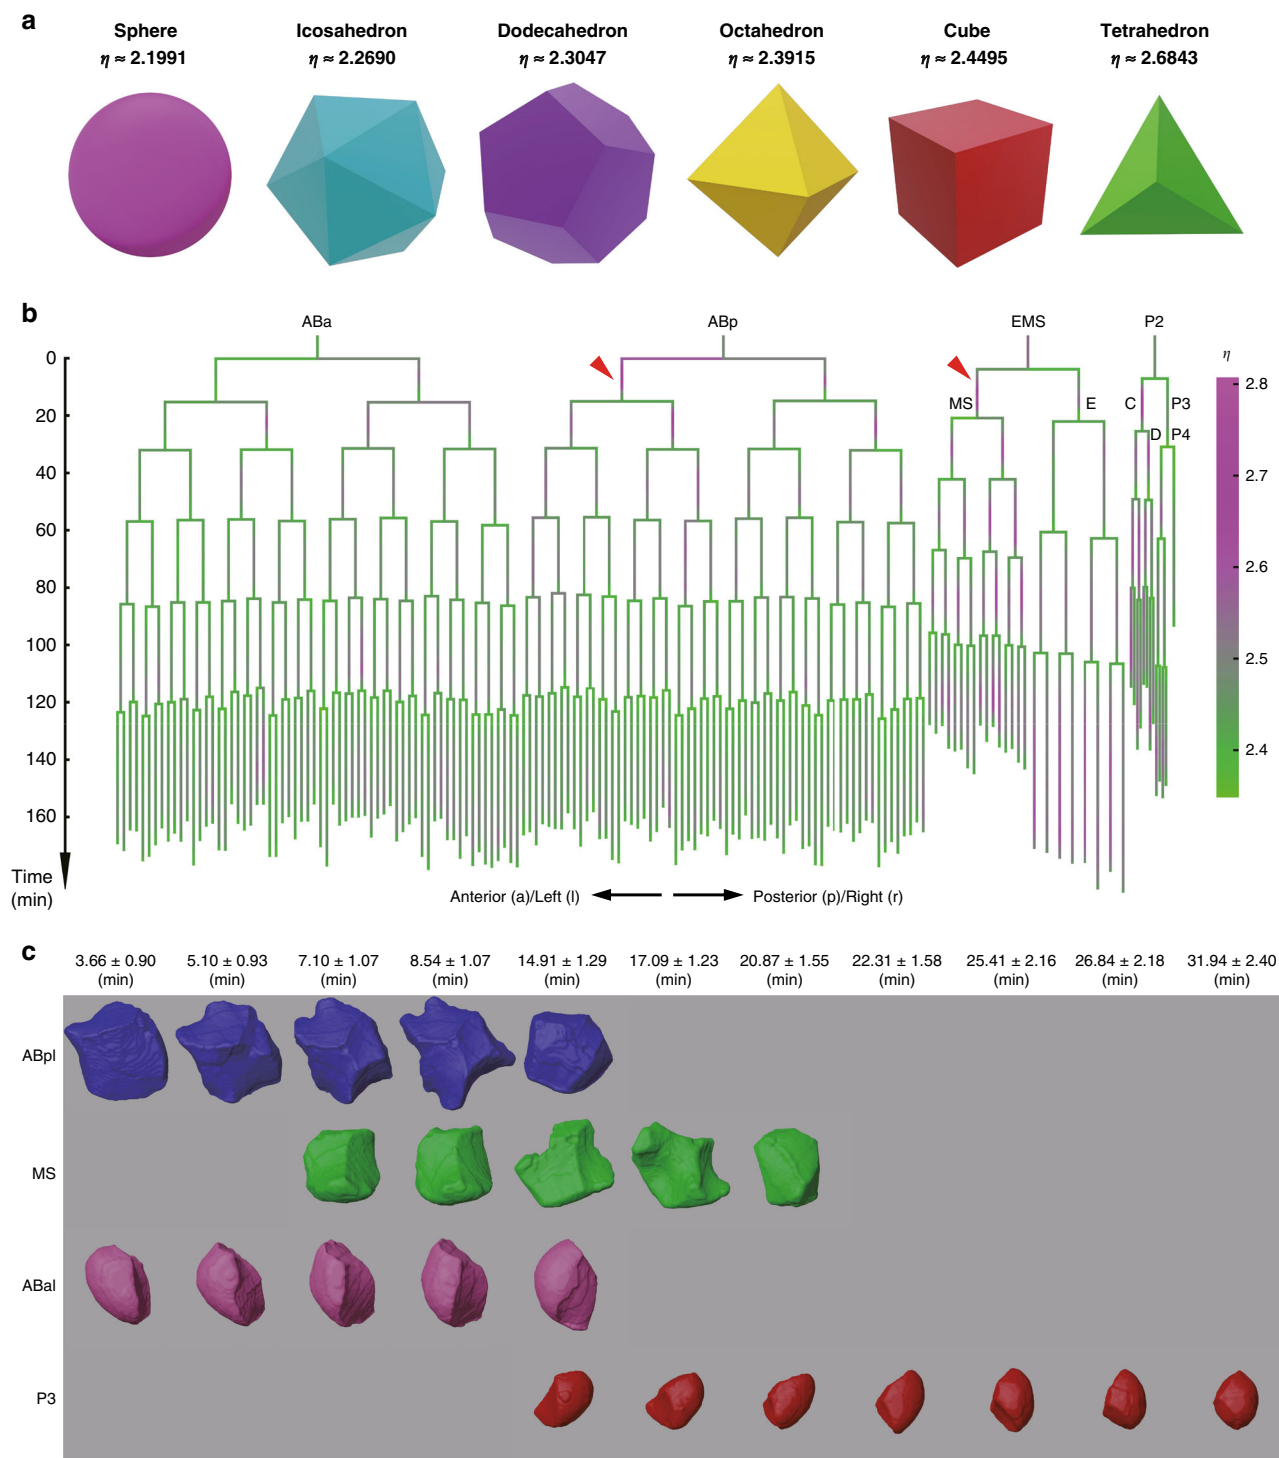 a
Sphere
η ≈ 2.1991
Icosahedron
η ≈ 2.2690
Dodecahedron
η ≈ 2.3047
Octahedron
η ≈ 2.3915
Cube
η ≈ 2.4495
Tetrahedron
η ≈ 2.6843
b
ABa
ABp
EMS
P2
MS
E
C
P3
D
P4
0
20
40
60
80
100
120
140
160
Time
(min)
Anterior (a)/Left (l)
Posterior (p)/Right (r)
η
2.8
2.7
2.6
2.5
2.4
c
3.66 ± 0.90
(min)
5.10 ± 0.93
(min)
7.10 ± 1.07
(min)
8.54 ± 1.07
(min)
14.91 ± 1.29
(min)
17.09 ± 1.23
(min)
20.87 ± 1.55
(min)
22.31 ± 1.58
(min)
25.41 ± 2.16
(min)
26.84 ± 2.18
(min)
31.94 ± 2.40
(min)
ABpl
MS
ABal
P3